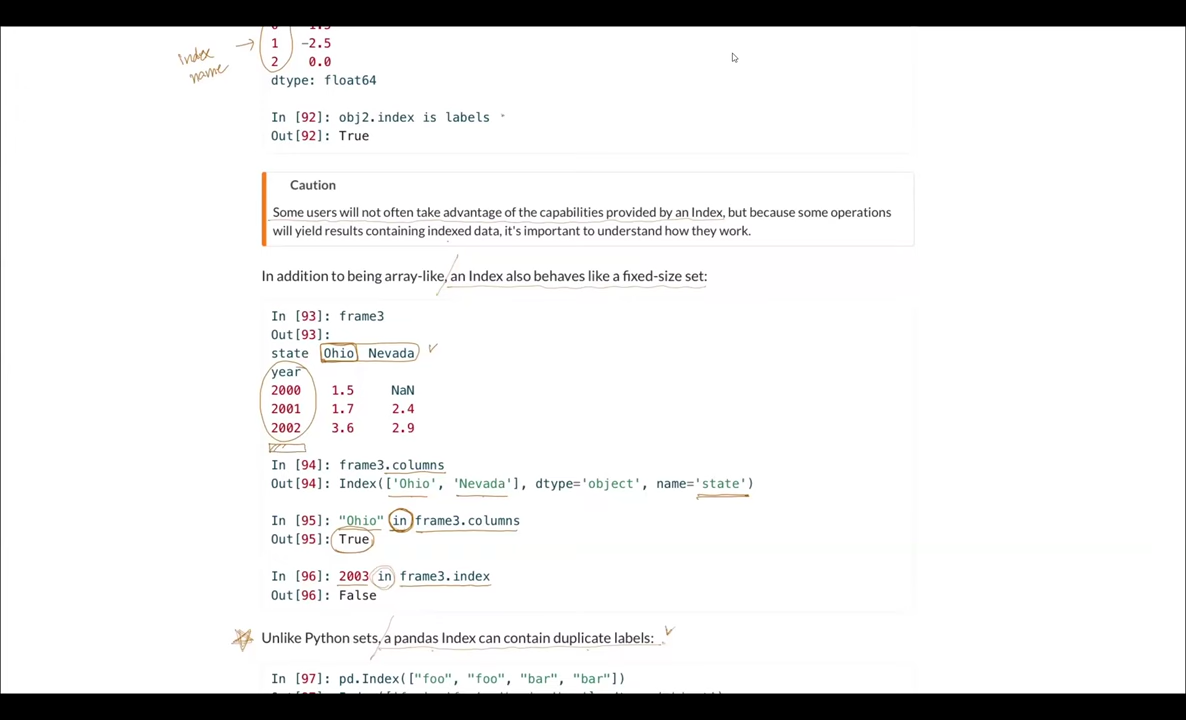 1 -2.5
Index
name
2 0.0
dtype: float64
In [92]: obj2.index is labels
Out[92]: True
Caution
Some users will not often take advantage of the capabilities provided by an Index, but because some operations
will yield results containing indexed data, it's important to understand how they work.
In addition to being array-like, an Index also behaves like a fixed-size set:
In [93]: frame3
Out[93]:
state Ohio Nevada
year
2000 1.5 NaN
2001 1.7 2.4
2002 3.6 2.9
In [94]: frame3.columns
Out[94]: Index(['Ohio', 'Nevada'], dtype='object', name='state')
In [95]: "Ohio" in frame3.columns
Out[95]: True
In [96]: 2003 in frame3.index
Out[96]: False
Unlike Python sets, a pandas Index can contain duplicate labels:
In [97]: pd.Index(["foo", "foo", "bar", "bar"])